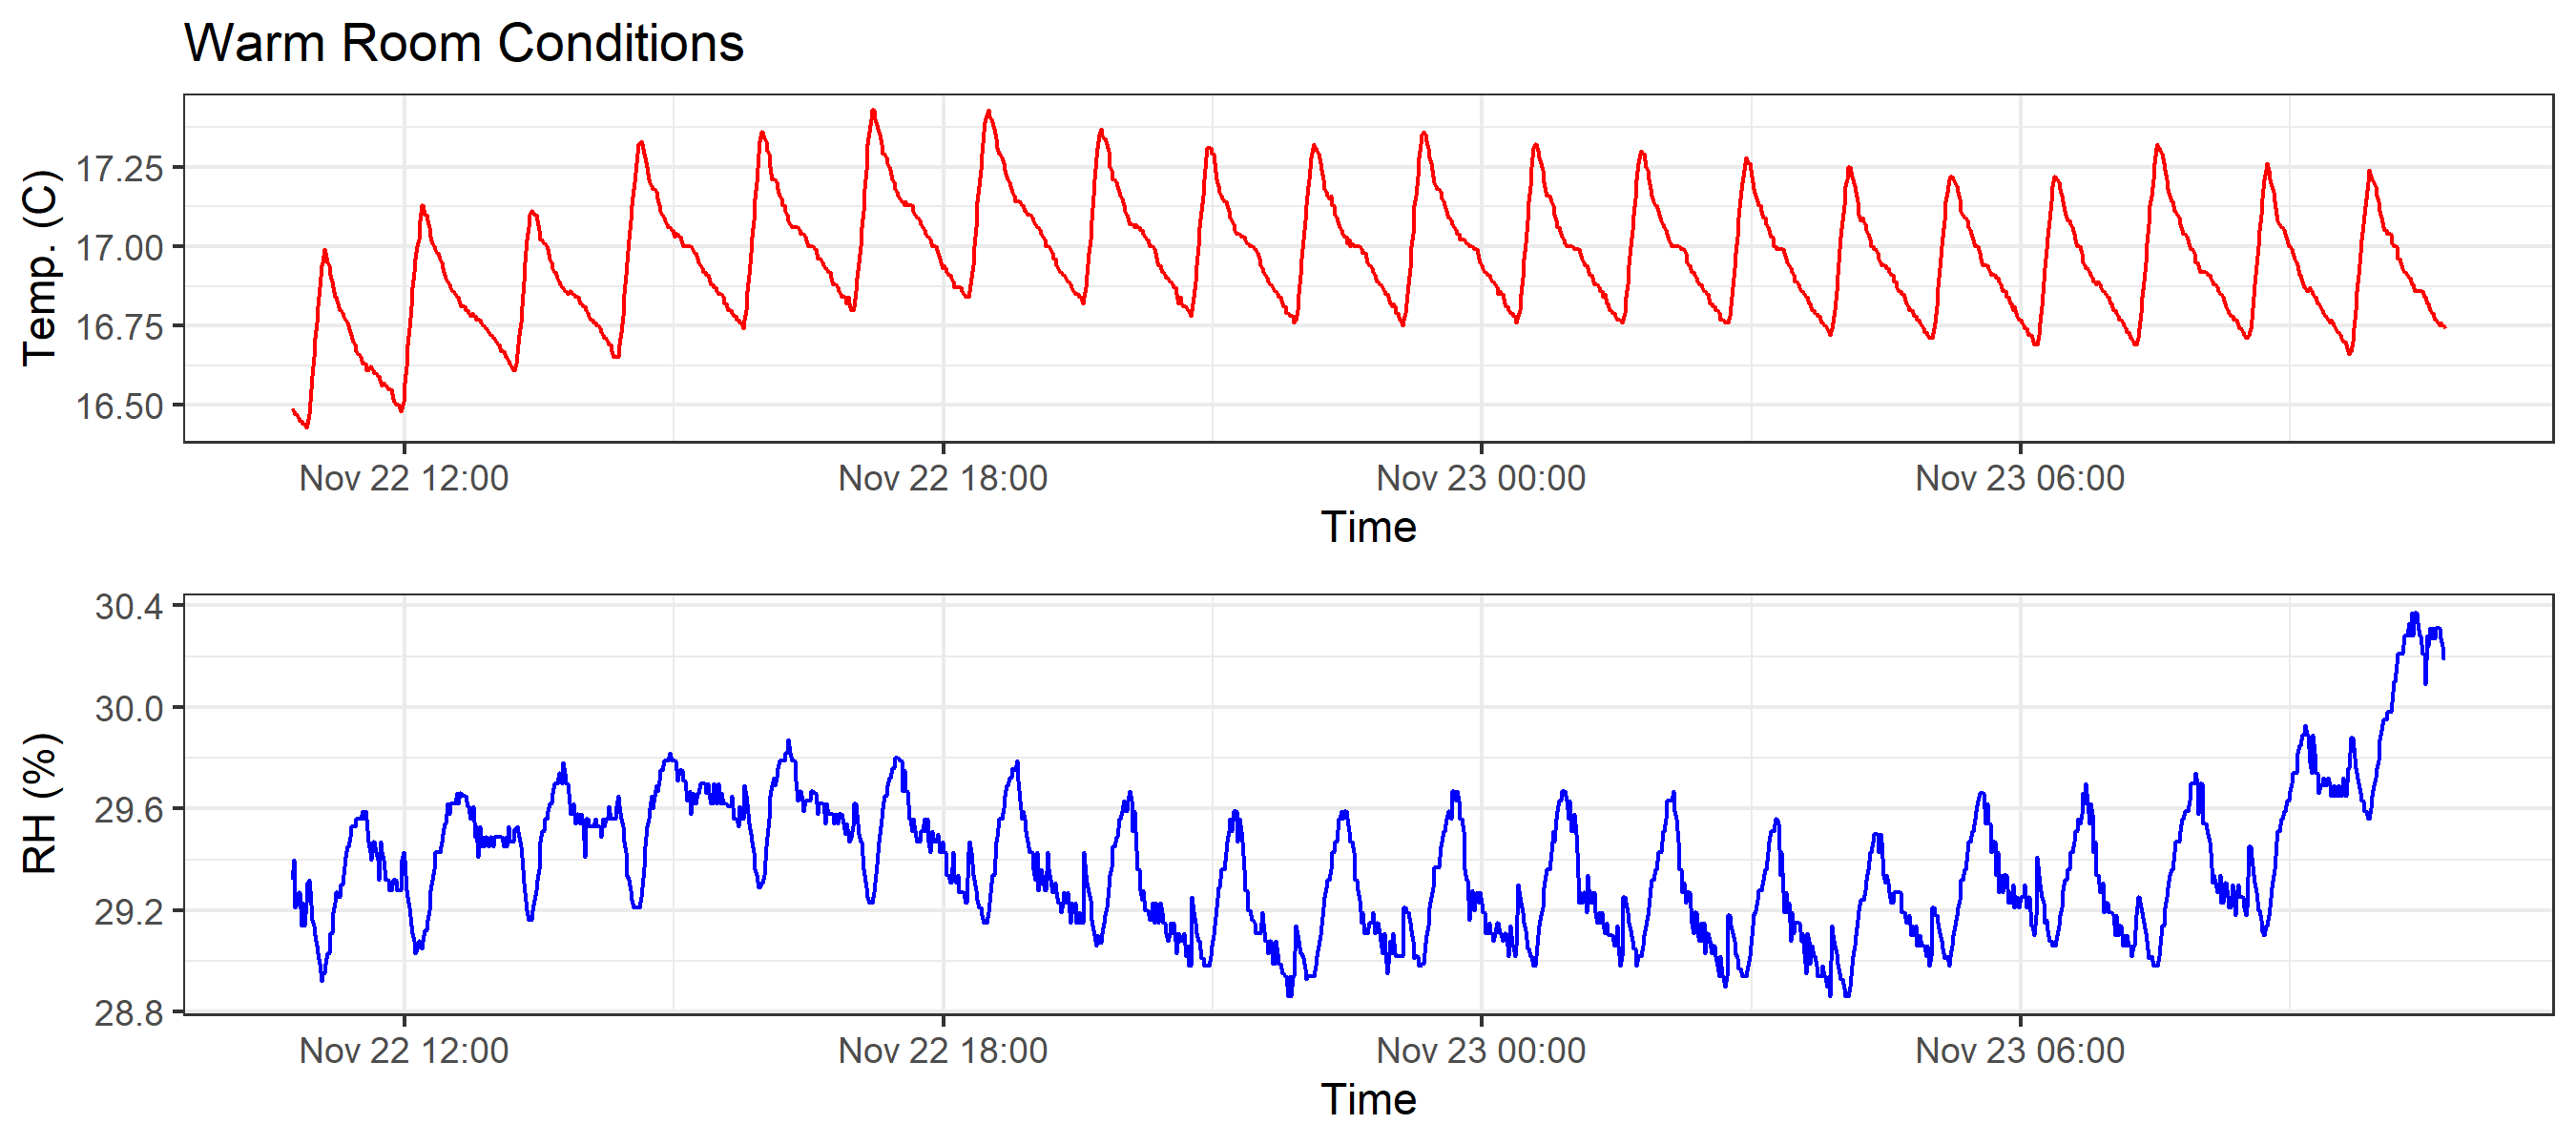 Warm Room Conditions
Temp. (C)
17.25
17.00
16.75
16.50
Nov 22 12:00 Nov 22 18:00 Nov 23 00:00 Nov 23 06:00
Time
RH (%)
30.4
30.0
29.6
29.2
28.8
Nov 22 12:00 Nov 22 18:00 Nov 23 00:00 Nov 23 06:00
Time